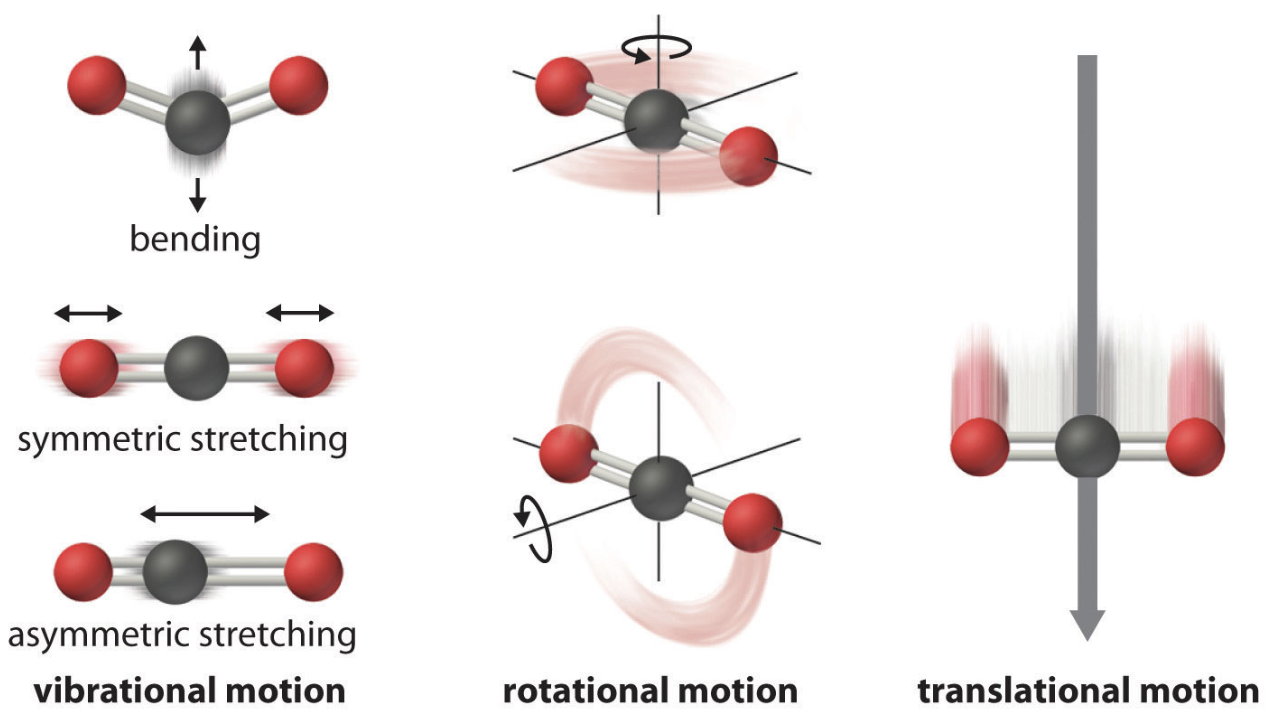 bending
symmetric stretching
asymmetric stretching
vibrational motion
rotational motion
translational motion